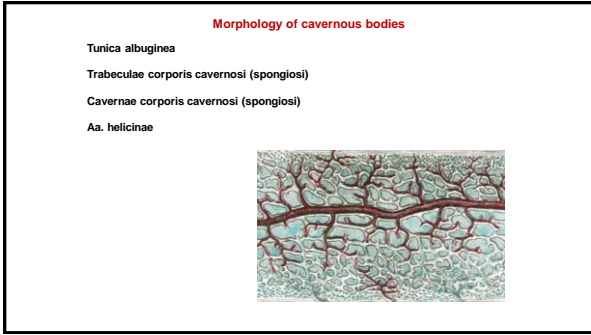 Morphology of cavernous bodies
Tunica albuginea
Trabeculae corporis cavernosi (spongiosi)
Cavernae corporis cavernosi (spongiosi)
Aa. helicinae